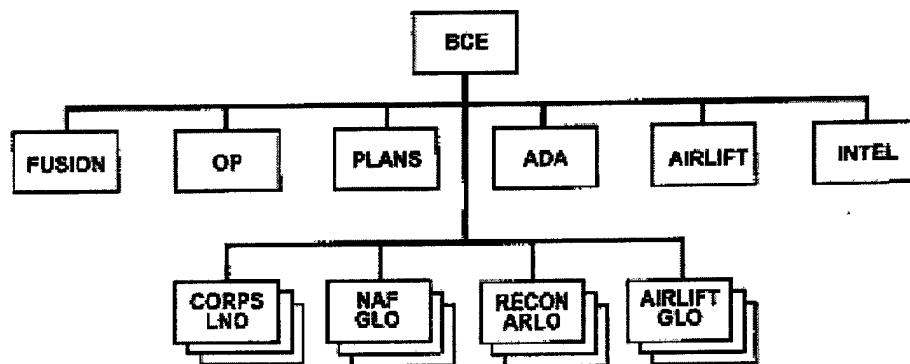 BCE
FUSION
OP
PLANS
ADA
AIRLIFT
INTEL
CORPS
LNO
NAF
GLO
RECON
ARLO
AIRLIFT
GLO